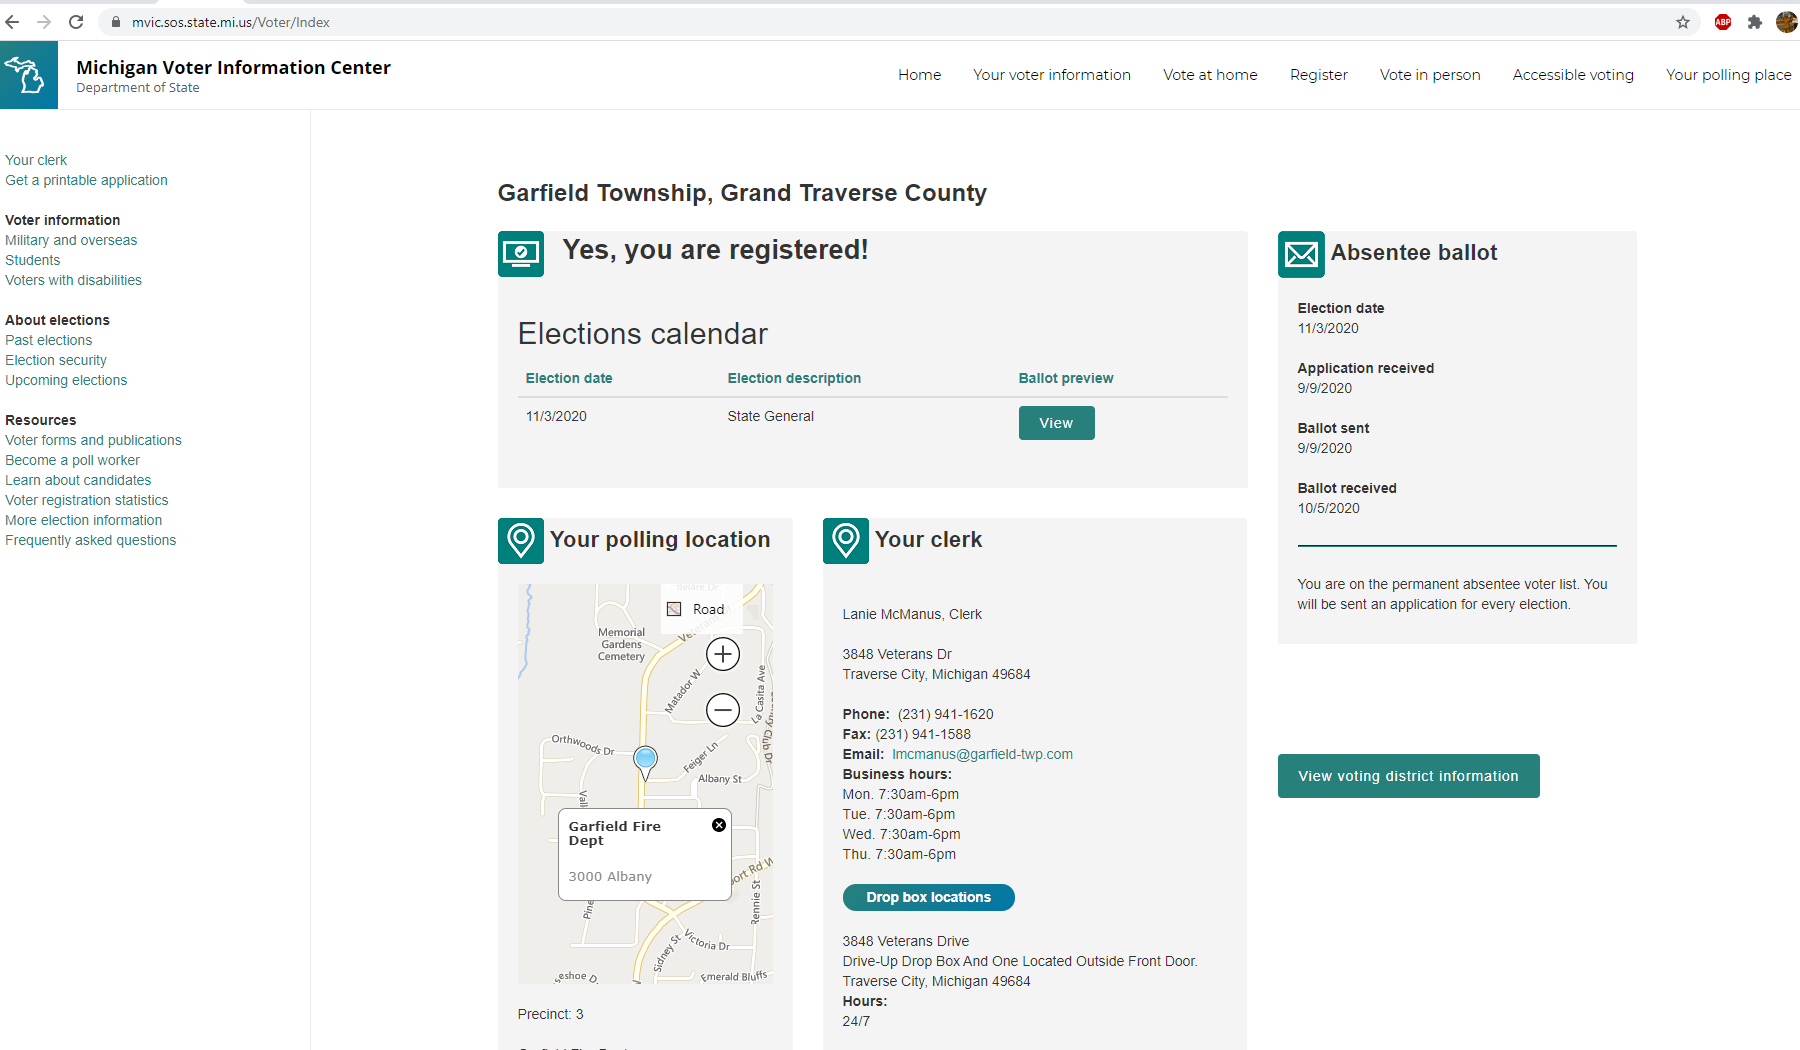 mvic.sos.state.mi.us/Voter/Index
ABP
Michigan Voter Information Center
Department of State
Home
Your voter information
Vote at home
Register
Vote in person
Accessible voting
Your polling place
Your clerk
Get a printable application
Voter information
Military and overseas
Students
Voters with disabilities
About elections
Past elections
Election security
Upcoming elections
Resources
Voter forms and publications
Become a poll worker
Learn about candidates
Voter registration statistics
More election information
Frequently asked questions
Garfield Township, Grand Traverse County
Yes, you are registered!
Elections calendar
Election date Election description Ballot preview
11/3/2020 State General View
Absentee ballot
Election date
11/3/2020
Application received
9/9/2020
Ballot sent
9/9/2020
Ballot received
10/5/2020
You are on the permanent absentee voter list. You
will be sent an application for every election.
View voting district information
Your polling location
Road
Memorial
Gardens
Cemetery
Matador W
La Casita Ave
Orthwoods Dr
Feiger Ln
Albany St
Garfield Fire
Dept
3000 Albany
Rennie St
Victoria Dr
Sidney St
Emerald Bluffs
Precinct: 3
Your clerk
Lanie McManus, Clerk
3848 Veterans Dr
Traverse City, Michigan 49684
Phone: (231) 941-1620
Fax: (231) 941-1588
Email: lmcmanus@garfield-twp.com
Business hours:
Mon. 7:30am-6pm
Tue. 7:30am-6pm
Wed. 7:30am-6pm
Thu. 7:30am-6pm
Drop box locations
3848 Veterans Drive
Drive-Up Drop Box And One Located Outside Front Door.
Traverse City, Michigan 49684
Hours:
24/7